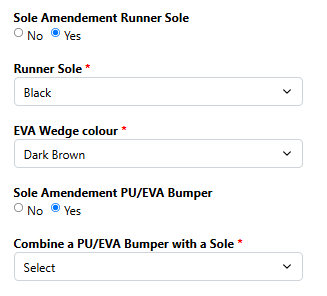 Sole Amendement Runner Sole
No Yes
Runner Sole *
Black
EVA Wedge colour *
Dark Brown
Sole Amendement PU/EVA Bumper
No Yes
Combine a PU/EVA Bumper with a Sole *
Select